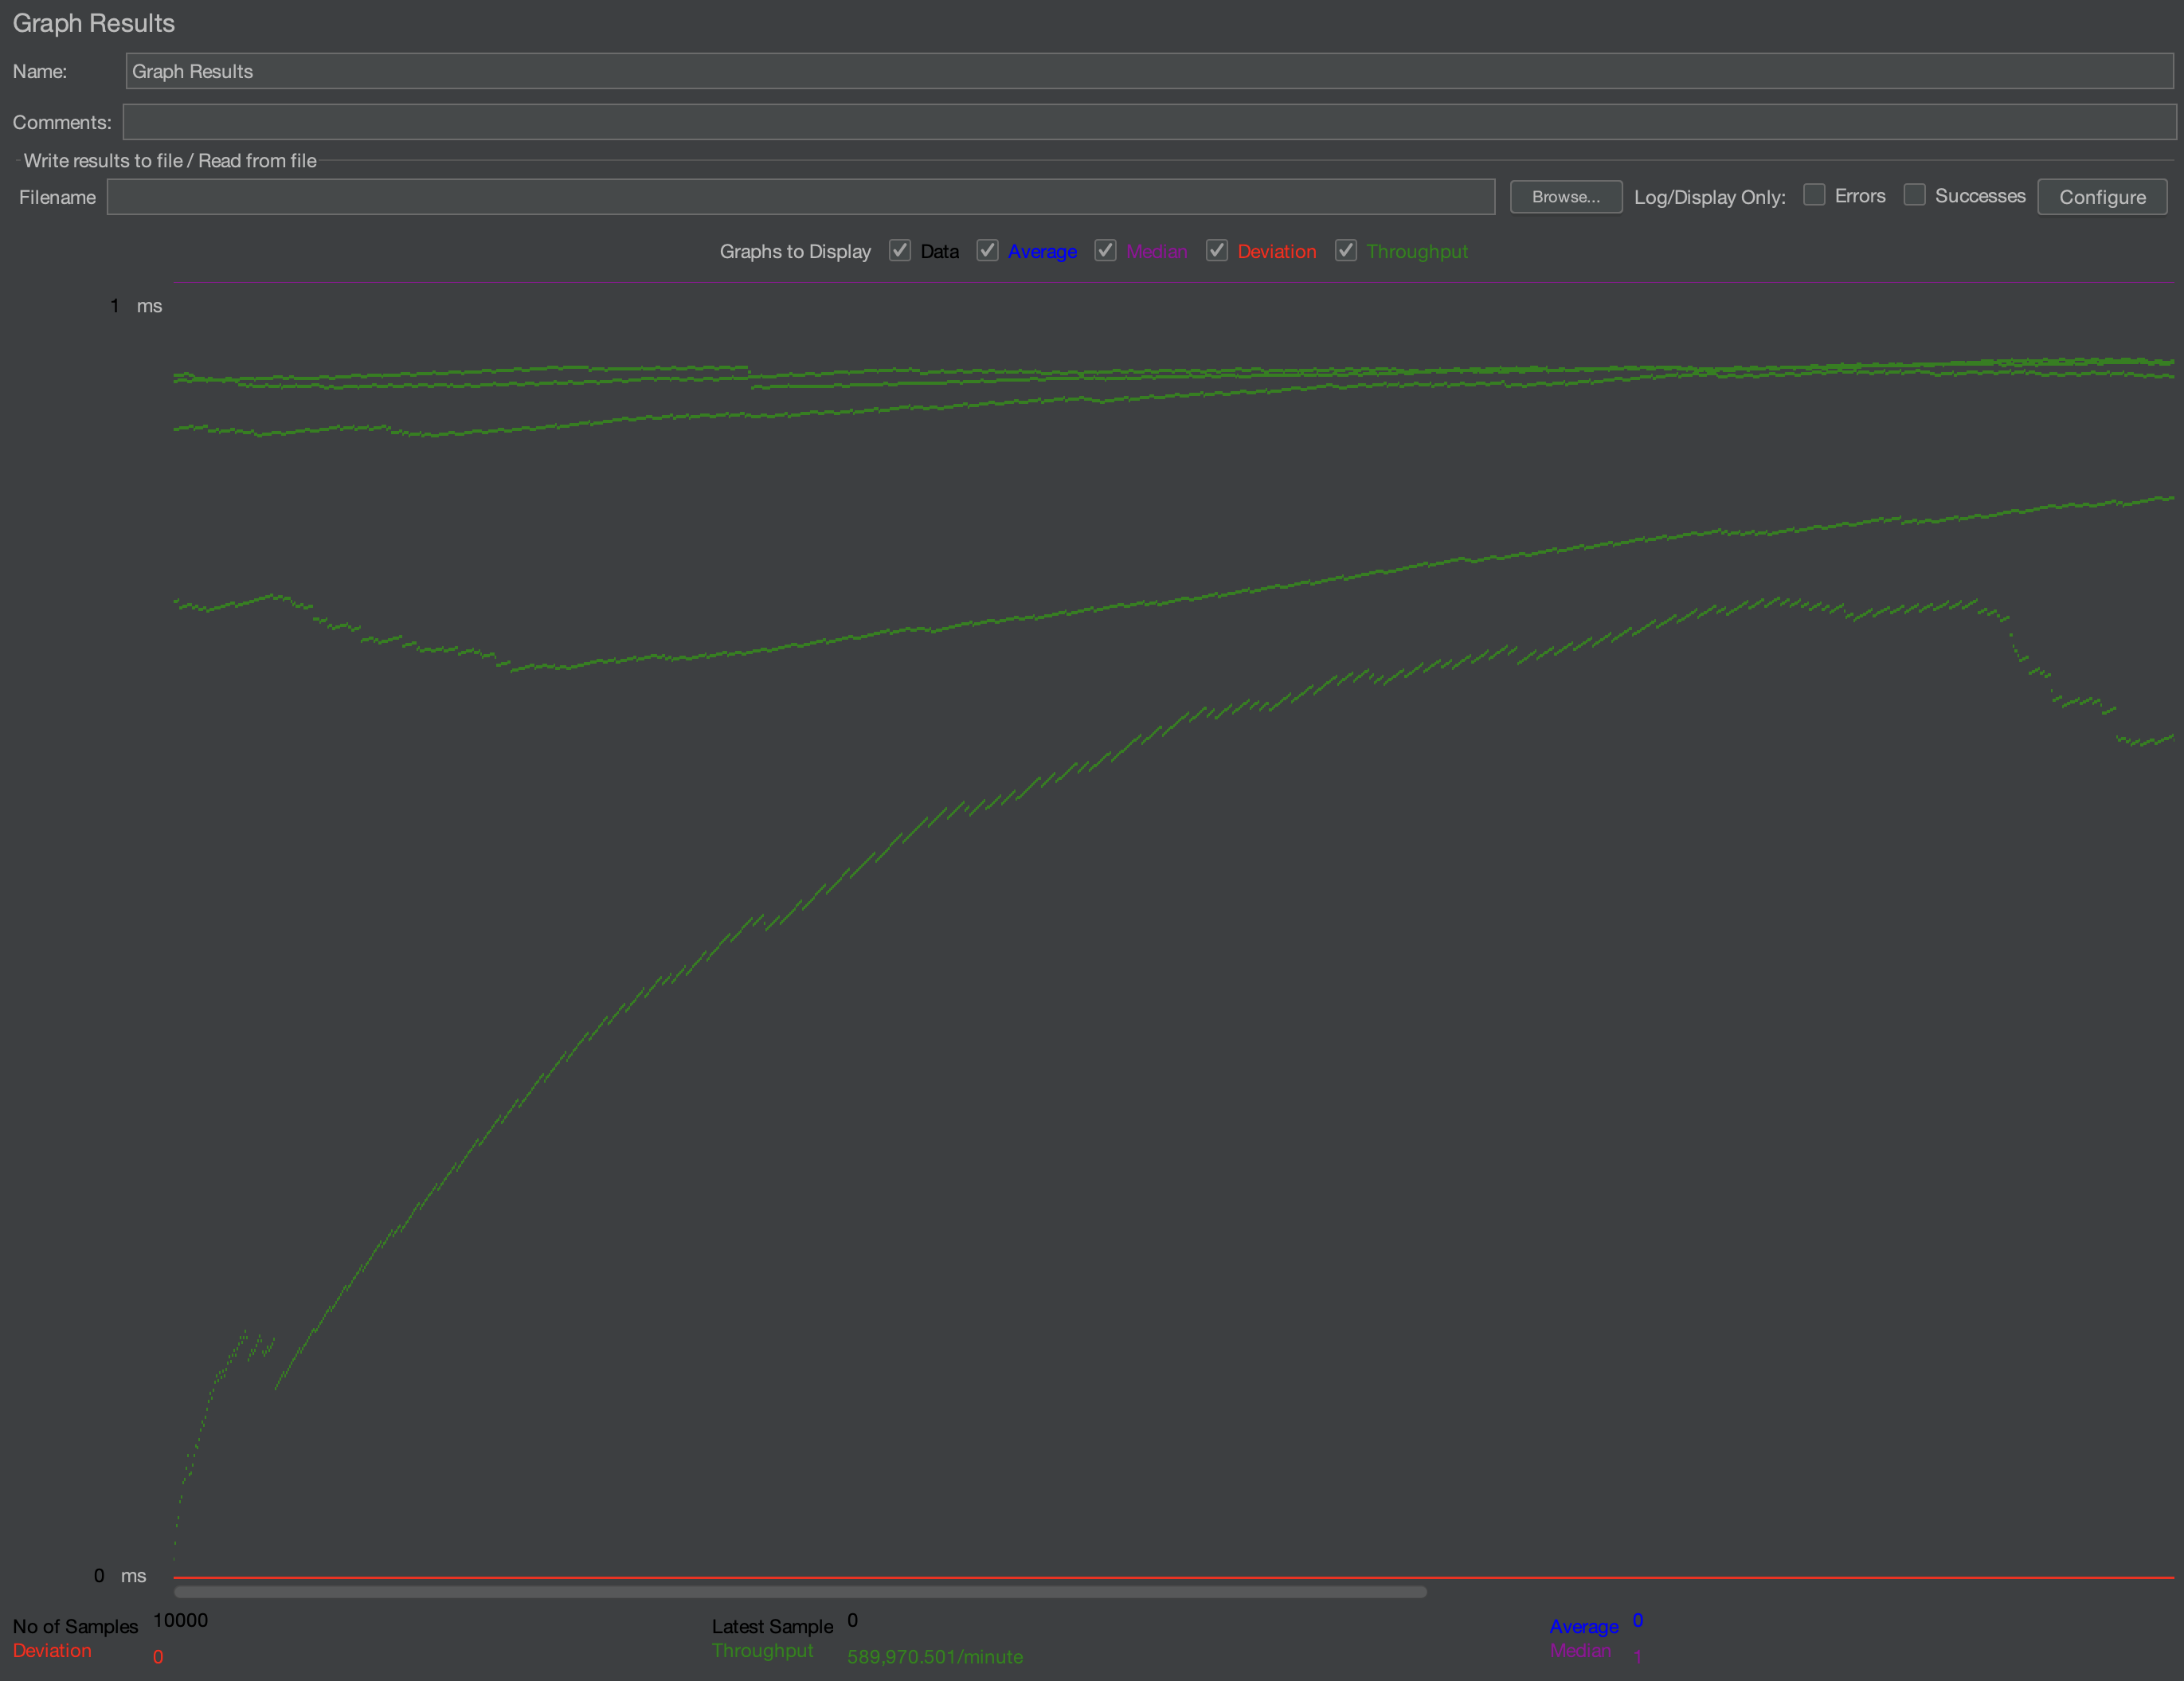 Graph Results
Name: Graph Results
Comments:
Write results to file / Read from file
Filename Browse... Log/Display Only: Errors Successes Configure
Graphs to Display Data Average Median Deviation Throughput
1 ms
0 ms
No of Samples 10000 Latest Sample 0 Average 0
Deviation 0 Throughput 589,970.501/minute Median 1